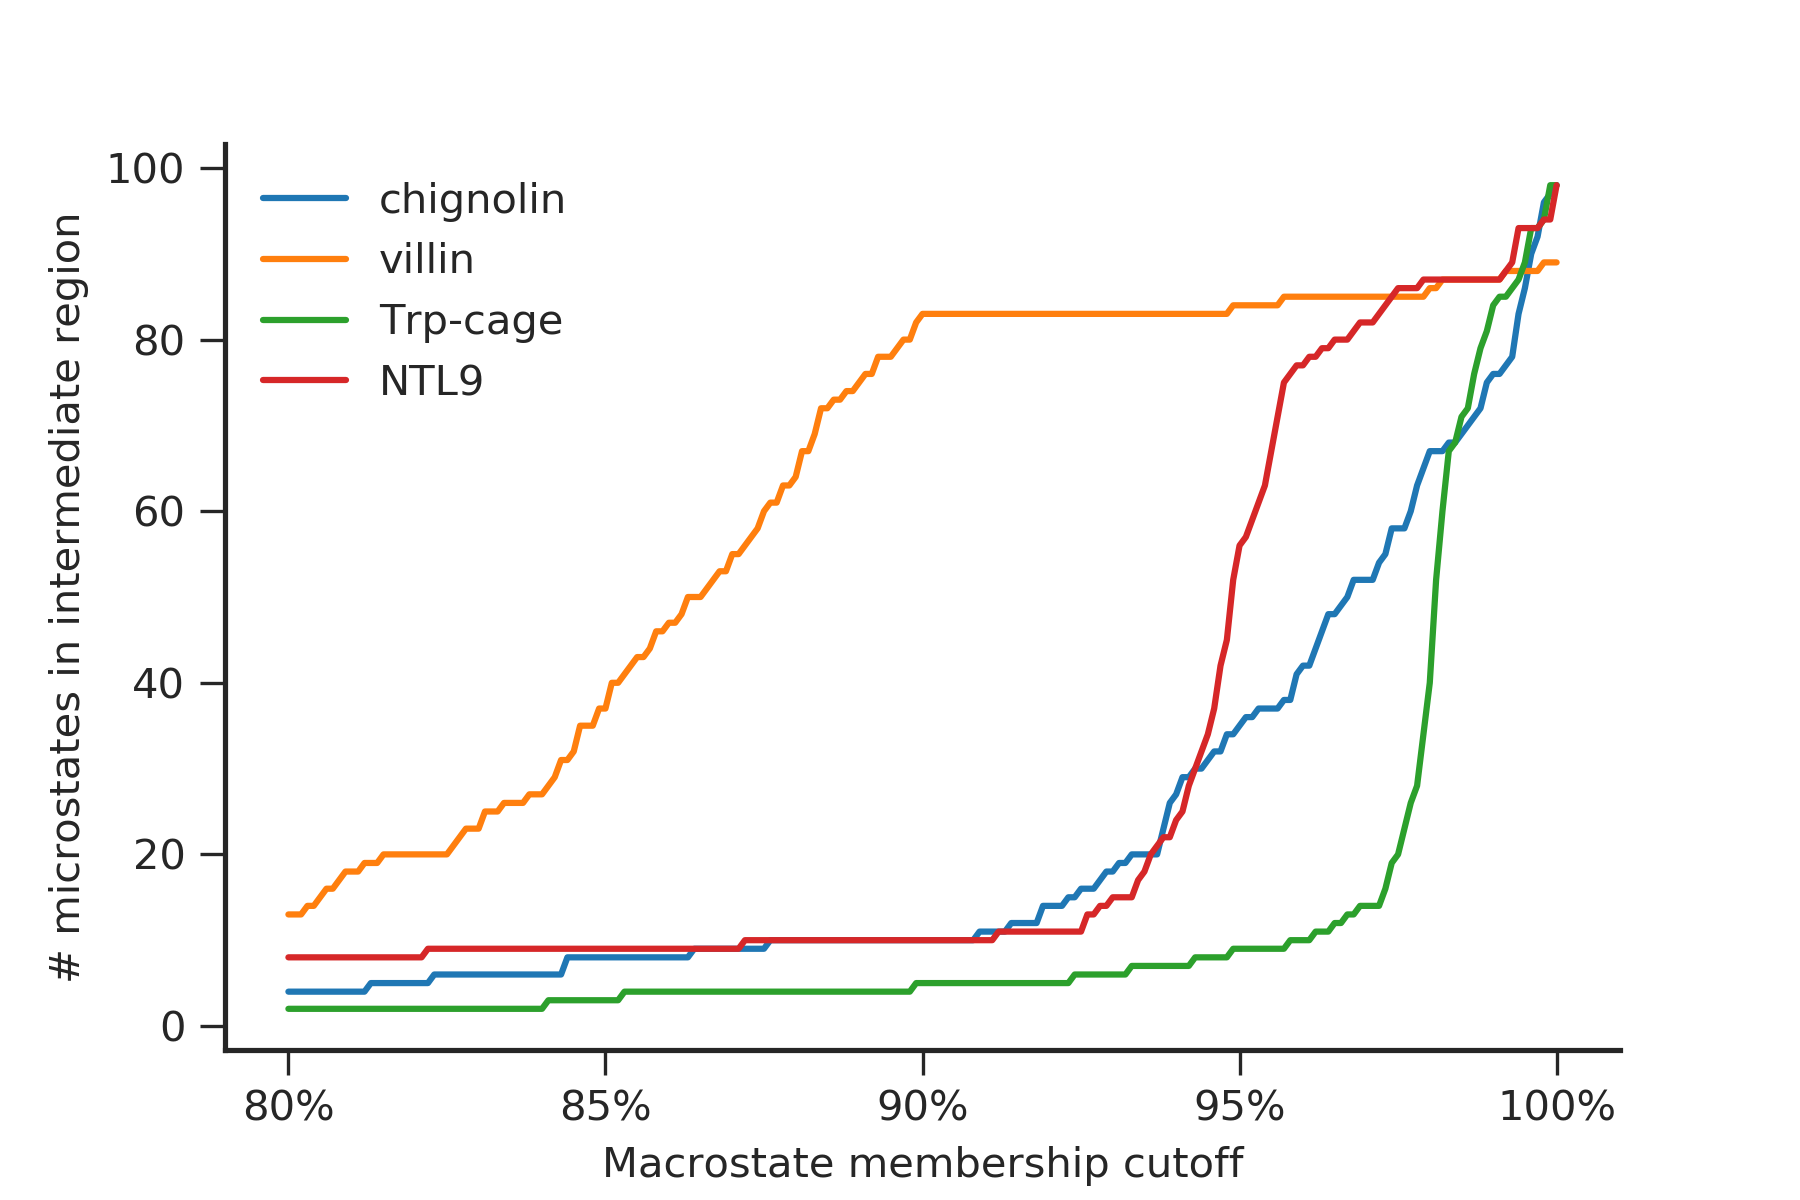 # microstates in intermediate region
100
80
60
40
20
0
chignolin
villin
Trp-cage
NTL9
80% 85% 90% 95% 100%
Macrostate membership cutoff